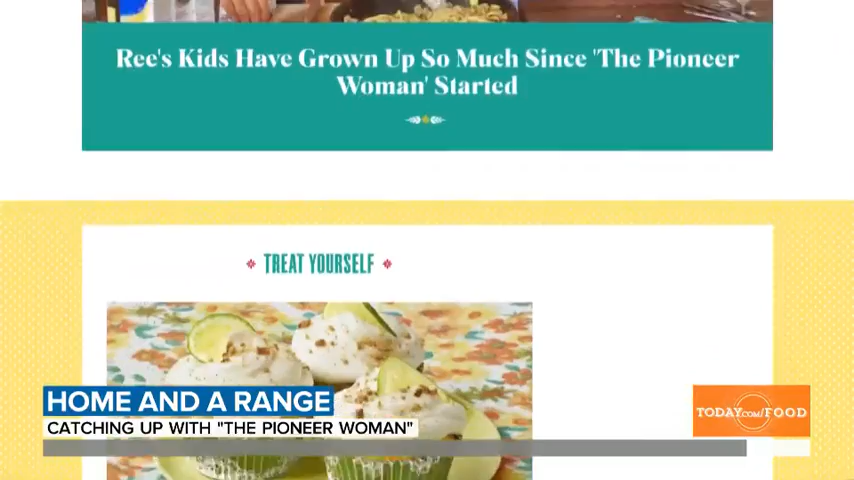 Ree's Kids Have Grown Up So Much Since 'The Pioneer
Woman' Started
TREAT YOURSELF
HOME AND A RANGE
CATCHING UP WITH "THE PIONEER WOMAN"
TODAY.com/FOOD